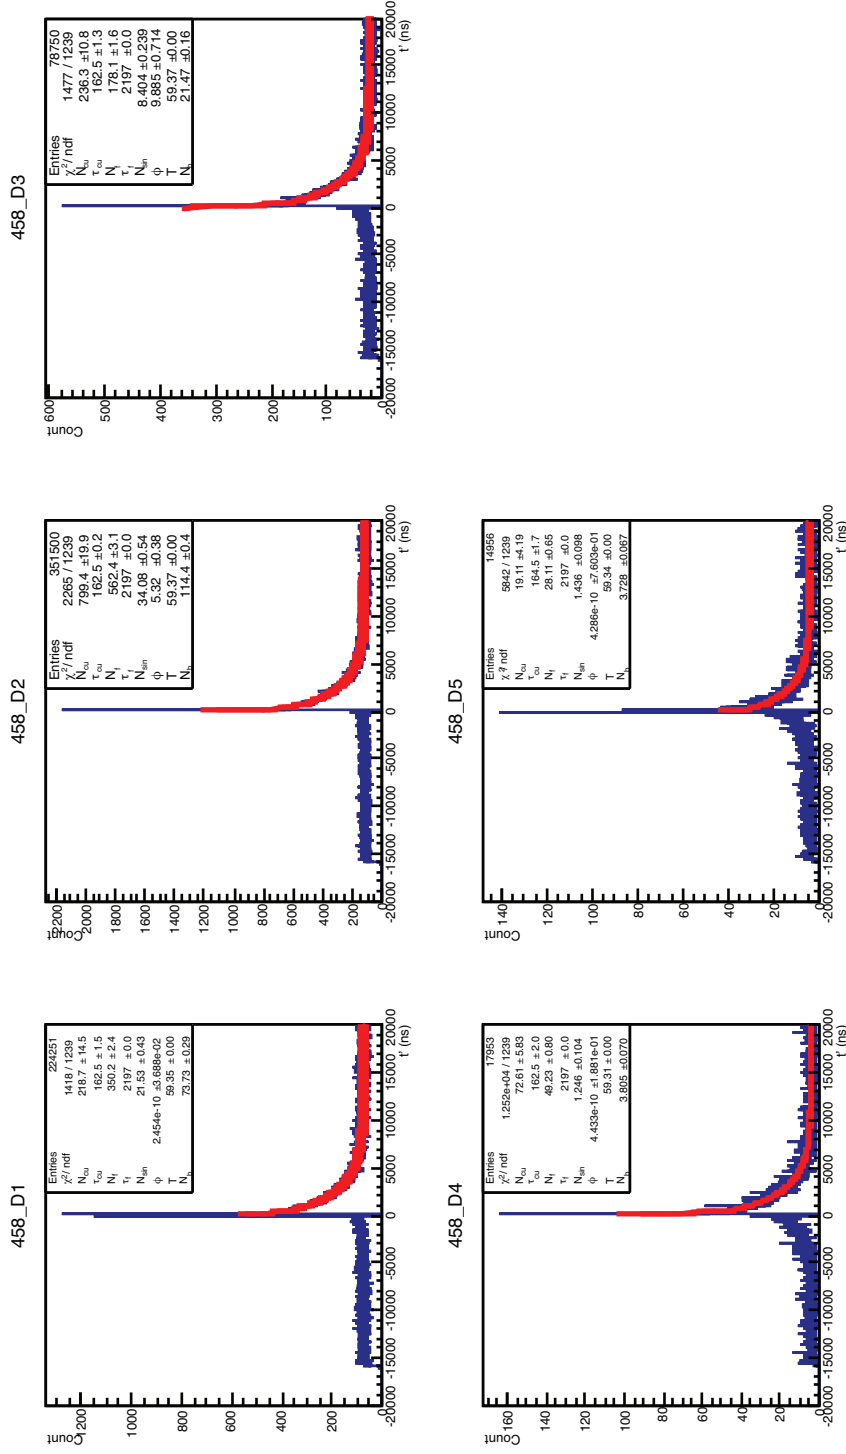 458_D1
Count
Entries 224251
χ²/ ndf 1418 / 1239
N_cu 218.7 ± 14.5
τ_cu 162.5 ± 1.5
N_f 350.2 ± 2.4
τ_f 2197 ± 0.0
N_sin 21.53 ± 0.43
ϕ 2.454e-10 ±3.688e-02
T 59.35 ± 0.00
N_b 73.73 ± 0.29
1200
1000
800
600
400
200
0
-20000 -15000 -10000 -5000 0 5000 10000 15000 20000
t' (ns)
458_D2
Count
Entries 351500
χ²/ ndf 2265 / 1239
N_cu 799.4 ±19.9
τ_cu 162.5 ±0.2
N_f 562.4 ±3.1
τ_f 2197 ±0.0
N_sin 34.08 ±0.54
ϕ 5.32 ±0.38
T 59.37 ±0.00
N_b 114.4 ±0.4
2200
2000
1800
1600
1400
1200
1000
800
600
400
200
0
-20000 -15000 -10000 -5000 0 5000 10000 15000 20000
t' (ns)
458_D3
Count
Entries 78750
χ²/ ndf 1477 / 1239
N_cu 236.3 ±10.8
τ_cu 162.5 ±1.3
N_f 178.1 ±1.6
τ_f 2197 ±0.0
N_sin 8.404 ±0.239
ϕ 9.885 ±0.714
T 59.37 ±0.00
N_b 21.47 ±0.16
600
500
400
300
200
100
0
-20000 -15000 -10000 -5000 0 5000 10000 15000 20000
t' (ns)
458_D4
Count
Entries 17953
χ²/ ndf 1.252e+04 / 1239
N_cu 72.61 ± 5.83
τ_cu 162.5 ± 2.0
N_f 49.23 ± 0.80
τ_f 2197 ± 0.0
N_sin 1.246 ±0.104
ϕ 4.433e-10 ±1.881e-01
T 59.31 ± 0.00
N_b 3.805 ±0.070
160
140
120
100
80
60
40
20
0
-20000 -15000 -10000 -5000 0 5000 10000 15000 20000
t' (ns)
458_D5
Count
Entries 14956
χ²/ ndf 5842 / 1239
N_cu 19.11 ±4.19
τ_cu 164.5 ±1.7
N_f 28.11 ±0.65
τ_f 2197 ±0.0
N_sin 1.436 ±0.098
ϕ 4.286e-10 ±7.603e-01
T 59.34 ±0.00
N_b 3.728 ±0.067
140
120
100
80
60
40
20
0
-20000 -15000 -10000 -5000 0 5000 10000 15000 20000
t' (ns)